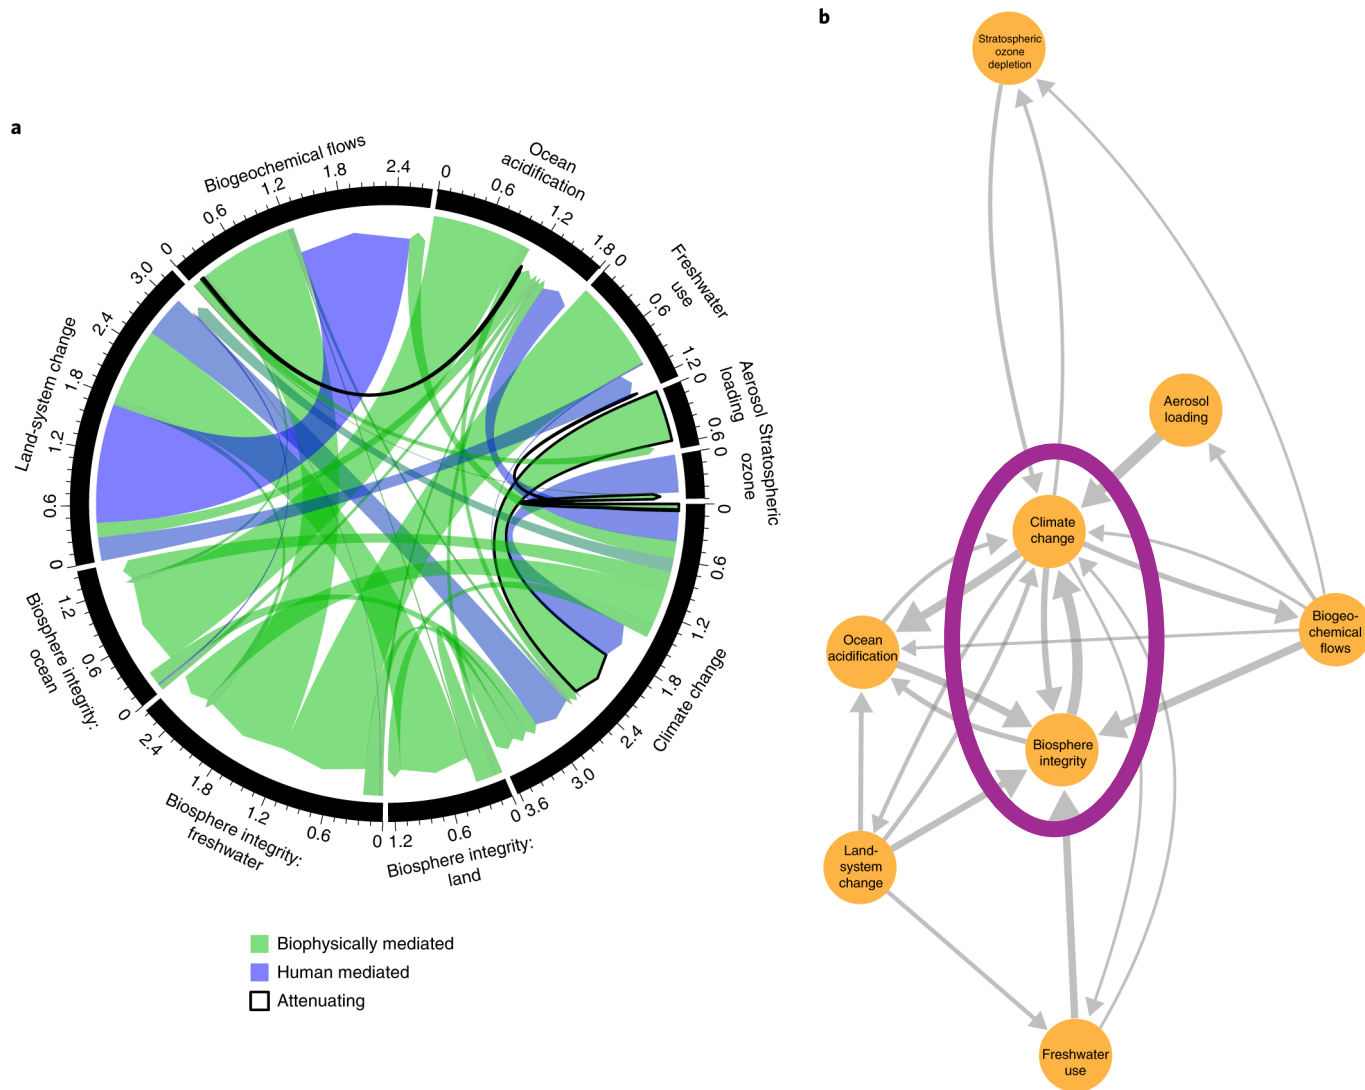 a
Biogeochemical flows
0
0.6
1.2
1.8
2.4
Ocean
acidification
0
0.6
1.2
1.8
Freshwater
use
0
0.6
1.2
Aerosol
loading
0
0.6
Stratospheric
ozone
0
Climate change
0
0.6
1.2
1.8
2.4
3.0
3.6
Biosphere integrity:
land
0
0.6
1.2
Biosphere integrity:
freshwater
0
0.6
1.2
1.8
2.4
Biosphere integrity:
ocean
0
0.6
1.2
Land-system change
0
0.6
1.2
1.8
2.4
3.0
Biophysically mediated
Human mediated
Attenuating
b
Stratospheric
ozone
depletion
Aerosol
loading
Climate
change
Biogeo-
chemical
flows
Ocean
acidification
Biosphere
integrity
Land-
system
change
Freshwater
use